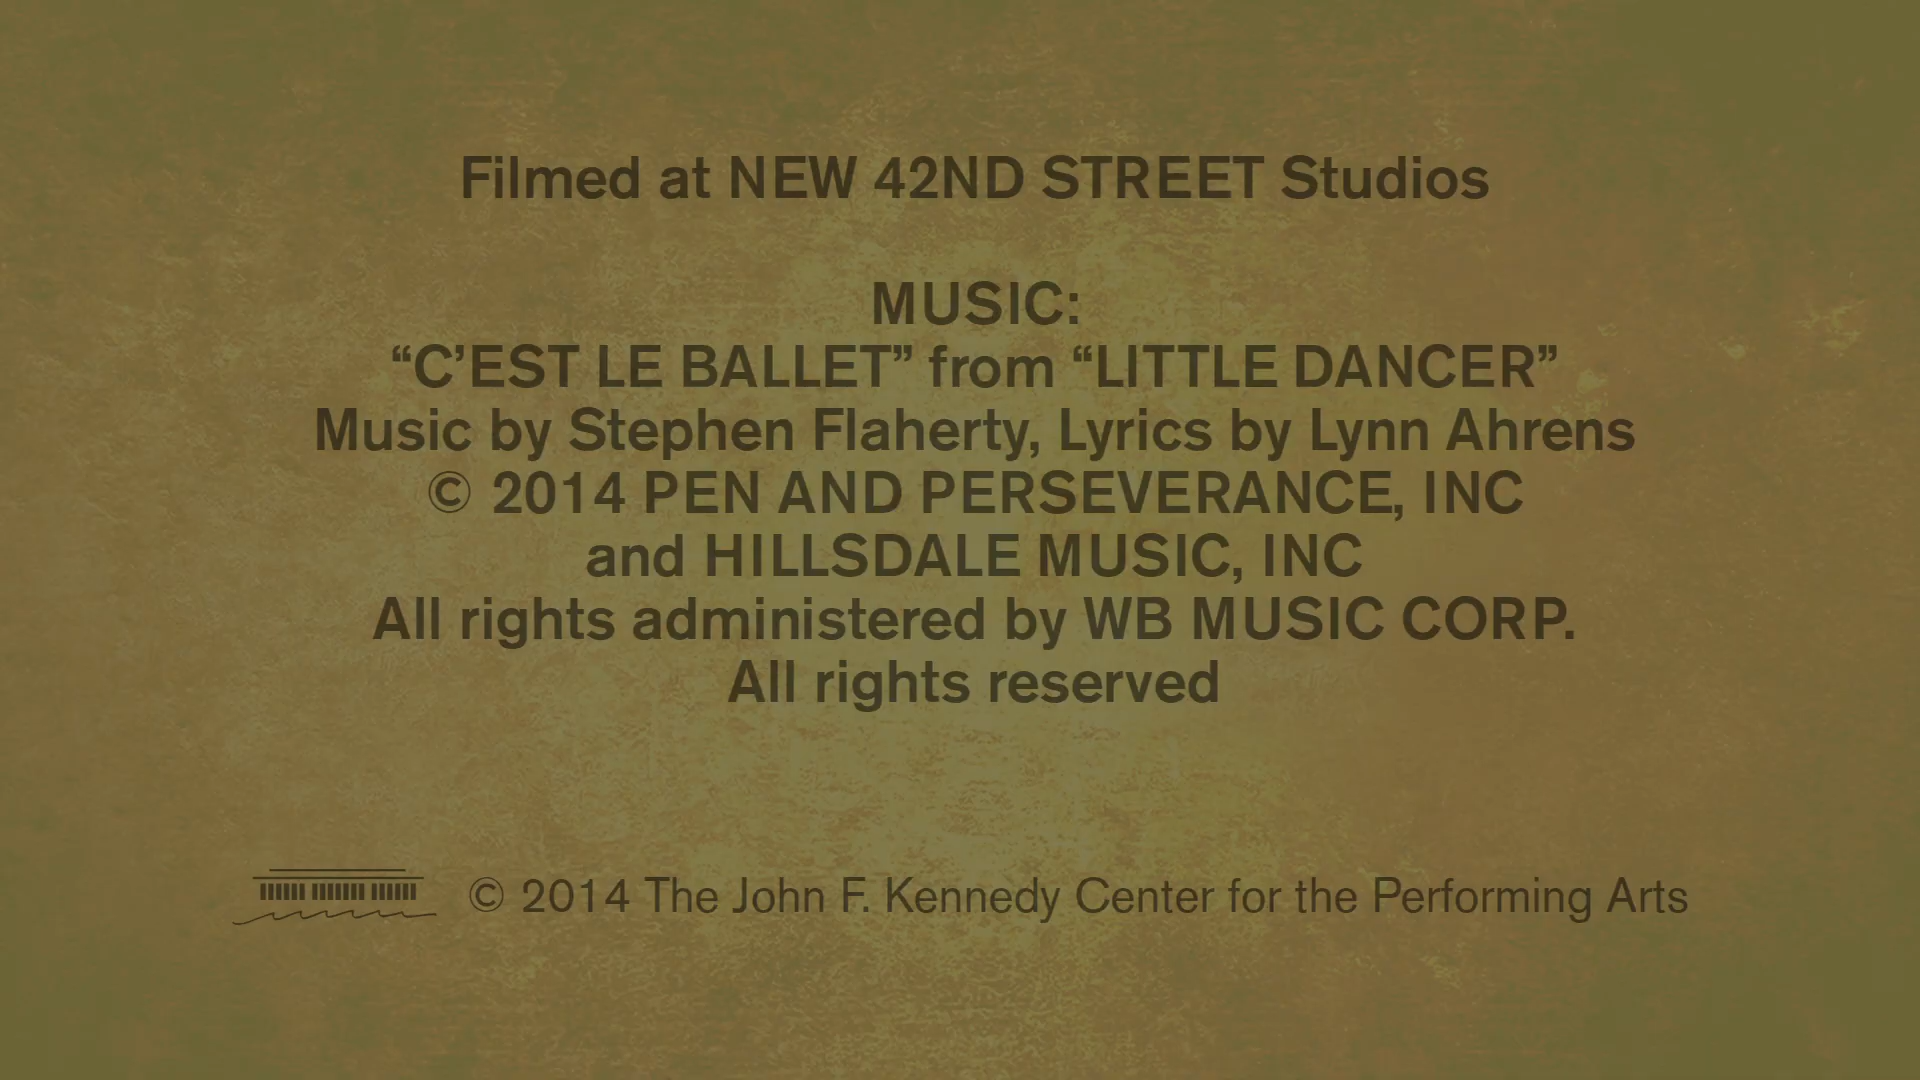 Filmed at NEW 42ND STREET Studios
MUSIC:
“C’EST LE BALLET” from “LITTLE DANCER”
Music by Stephen Flaherty, Lyrics by Lynn Ahrens
© 2014 PEN AND PERSEVERANCE, INC
and HILLSDALE MUSIC, INC
All rights administered by WB MUSIC CORP.
All rights reserved
© 2014 The John F. Kennedy Center for the Performing Arts